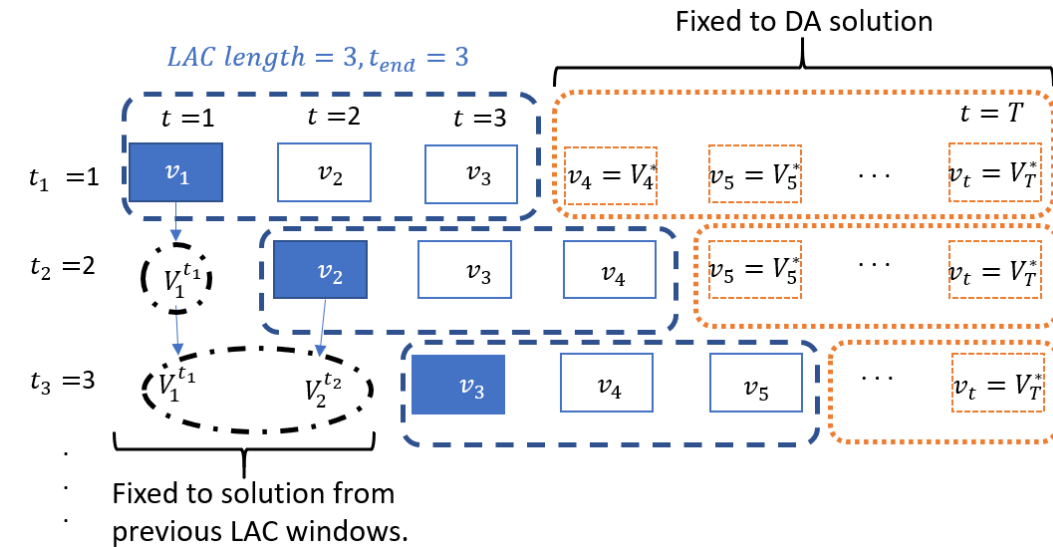 Fixed to DA solution
LAC length = 3, t_end = 3
t =1 t =2 t =3 t = T
t_1 =1 v_1 v_2 v_3 v_4 = V_4^* v_5 = V_5^* ... v_t = V_T^*
t_2 =2 V_1^{t_1} v_2 v_3 v_4 v_5 = V_5^* ... v_t = V_T^*
t_3 =3 V_1^{t_1} V_2^{t_2} v_3 v_4 v_5 ... v_t = V_T^*
.
.
.
Fixed to solution from
previous LAC windows.